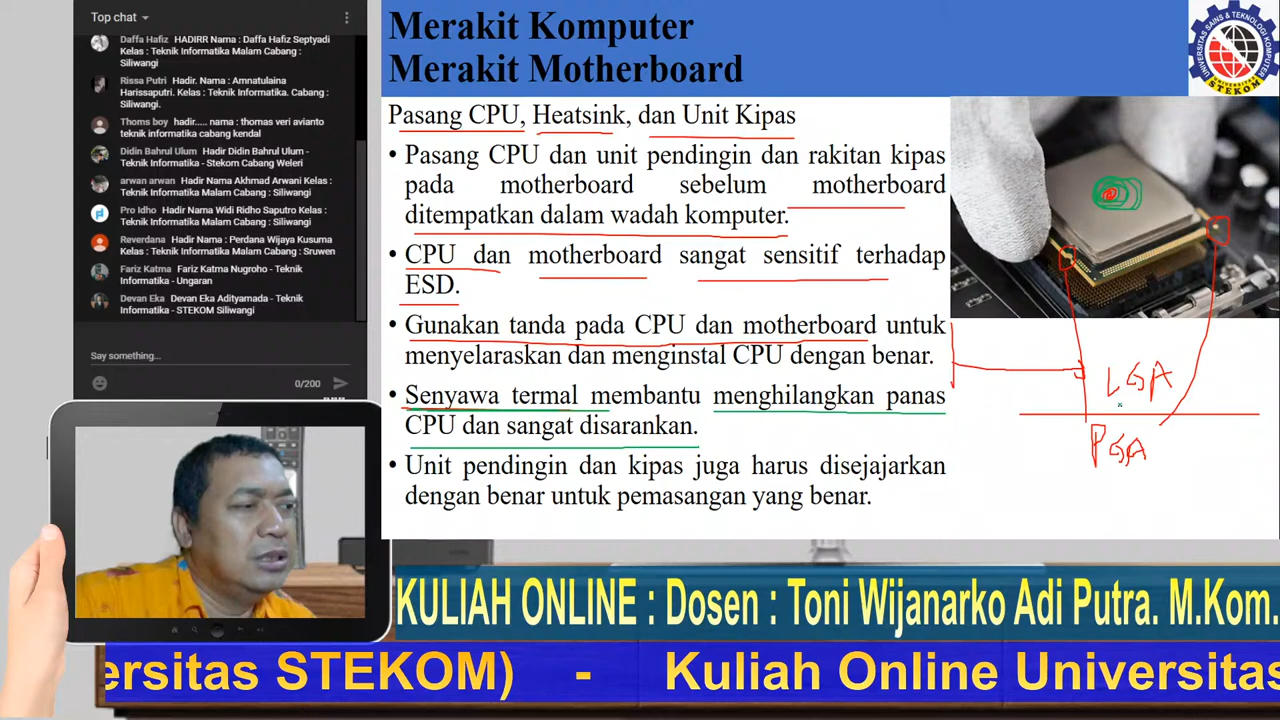 Top chat
Daffa Hafiz HADIRR Nama : Daffa Hafiz Septyadi
Kelas : Teknik Informatika Malam Cabang :
Siliwangi
Rissa Putri Hadir. Nama : Amnatulaina
Harissaputri. Kelas : Teknik Informatika. Cabang :
Siliwangi.
Thoms boy hadir..... nama : thomas veri avianto
teknik informatika cabang kendal
Didin Bahrul Ulum Hadir Didin Bahrul Ulum -
Teknik Informatika - Stekom Cabang Weleri
arwan arwan Hadir Nama Akhmad Arwani Kelas :
Teknik Informatika Malam Cabang : Siliwangi
Pro Idho Hadir Nama Widi Ridho Saputro Kelas :
Teknik Informatika Malam Cabang : Siliwangi
Reverdana Hadir Nama : Perdana Wijaya Kusuma
Kelas : Teknik Informatika Malam Cabang : Sruwen
Fariz Katma Fariz Katma Nugroho - Teknik
Informatika - Ungaran
Devan Eka Devan Eka Adityamada - Teknik
Informatika - STEKOM Siliwangi
Say something...
0/200
Merakit Komputer
Merakit Motherboard
UNIVERSITAS SAINS & TEKNOLOGI KOMPUTER
UNIVERSITAS
STEKOM
Pasang CPU, Heatsink, dan Unit Kipas
• Pasang CPU dan unit pendingin dan rakitan kipas
pada motherboard sebelum motherboard
ditempatkan dalam wadah komputer.
• CPU dan motherboard sangat sensitif terhadap
ESD.
• Gunakan tanda pada CPU dan motherboard untuk
menyelaraskan dan menginstal CPU dengan benar.
• Senyawa termal membantu menghilangkan panas
CPU dan sangat disarankan.
• Unit pendingin dan kipas juga harus disejajarkan
dengan benar untuk pemasangan yang benar.
LGA
PGA
KULIAH ONLINE : Dosen : Toni Wijanarko Adi Putra. M.Kom.
ersitas STEKOM) - Kuliah Online Universitas